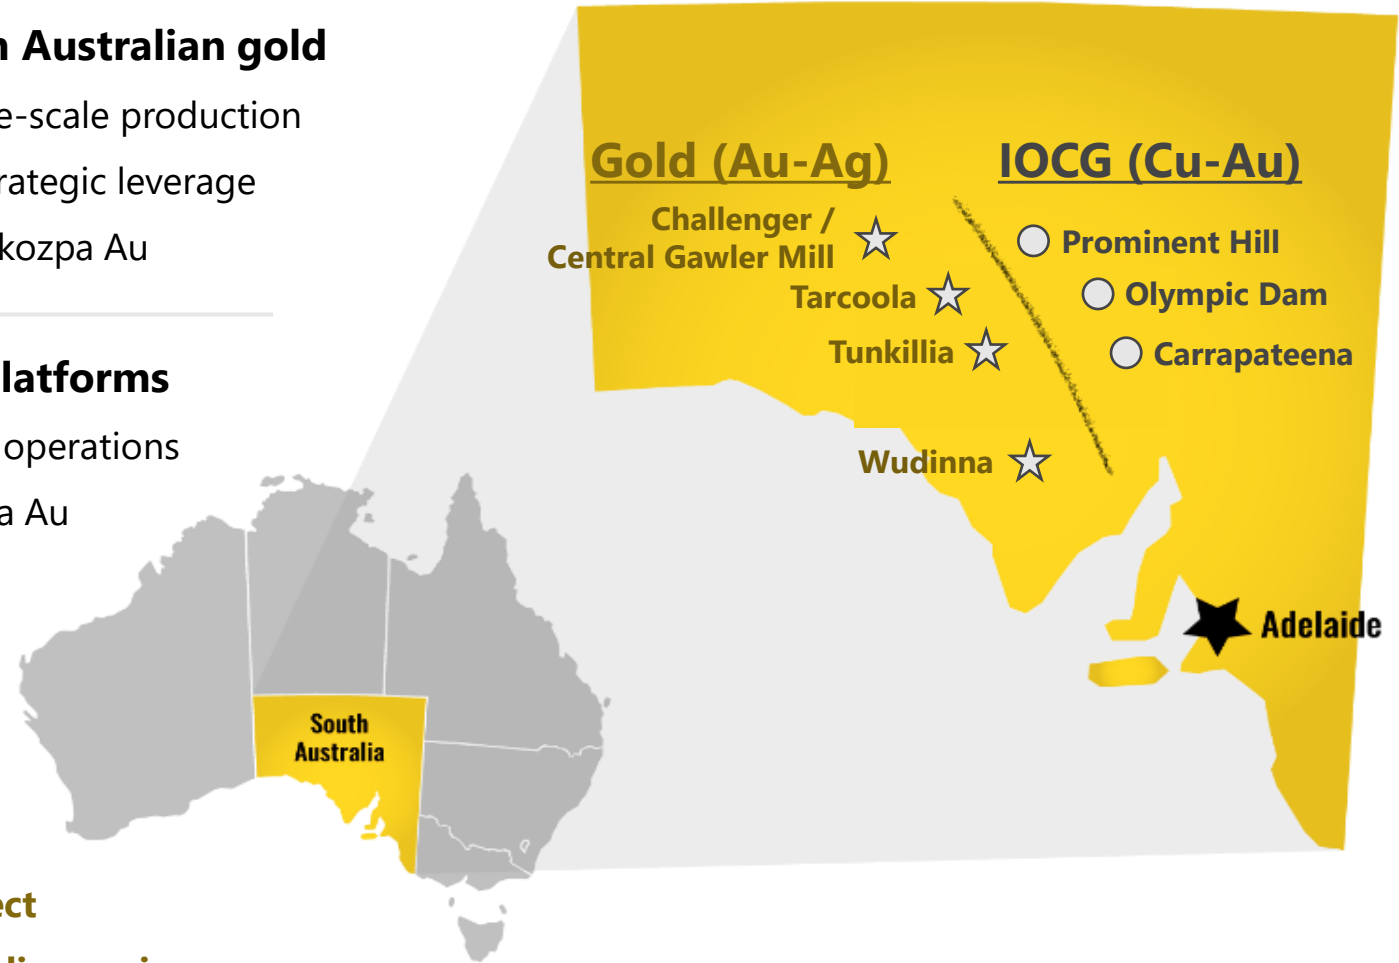 Australian gold
e-scale production
rategic leverage
kozpa Au
latforms
operations
a Au
ect
Gold (Au-Ag)
Challenger /
Central Gawler Mill
Tarcoola
Tunkillia
Wudinna
IOCG (Cu-Au)
Prominent Hill
Olympic Dam
Carrapateena
Adelaide
South
Australia